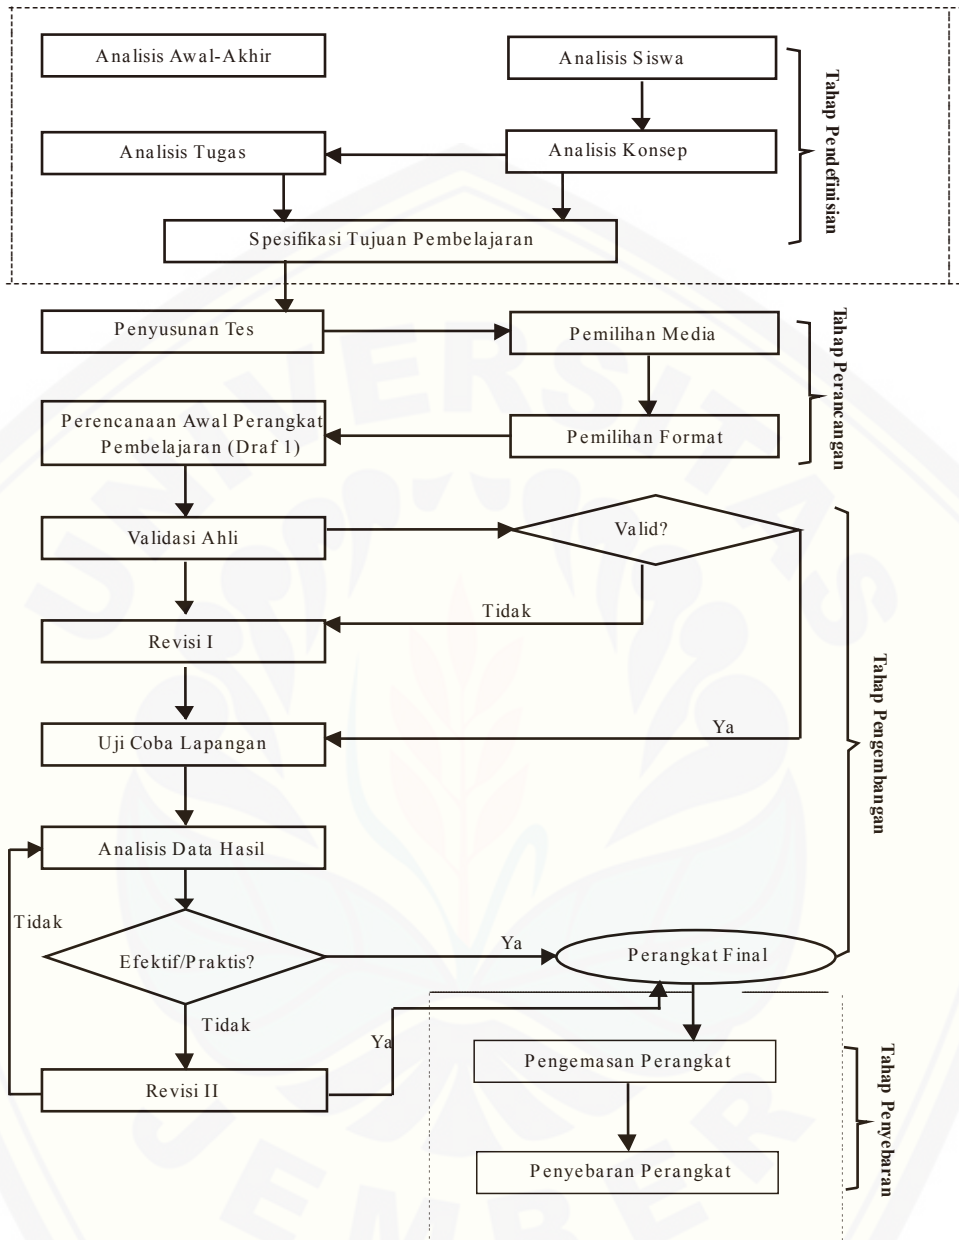 Analisis Awal-Akhir
Analisis Siswa
Tahap Pendefinisian
Analisis Tugas
Analisis Konsep
Spesifikasi Tujuan Pembelajaran
Penyusunan Tes
Pemilihan Media
Tahap Perancangan
Perencanaan Awal Perangkat
Pembelajaran (Draf 1)
Pemilihan Format
Validasi Ahli
Valid?
Tidak
Revisi I
Tahap Pengembangan
Uji Coba Lapangan
Ya
Analisis Data Hasil
Tidak
Efektif/Praktis?
Ya
Perangkat Final
Tidak
Ya
Pengemasan Perangkat
Tahap Penyebaran
Revisi II
Penyebaran Perangkat
UNIVERSITAS
JEMBER